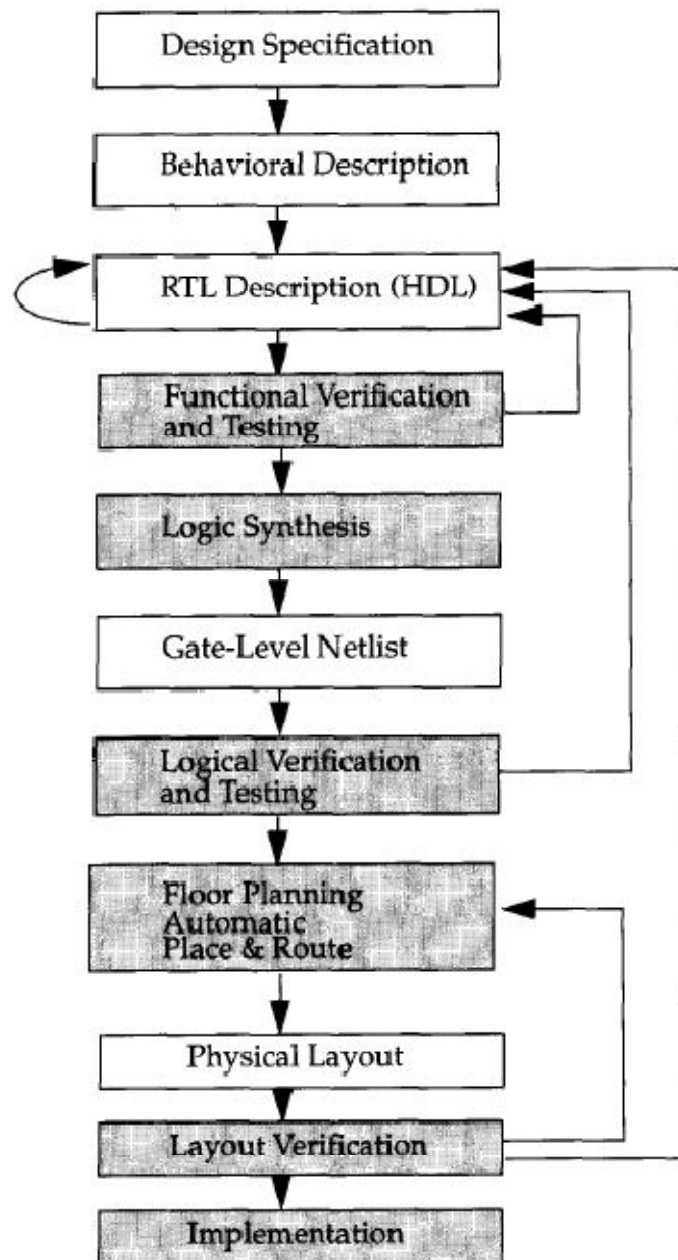 Design Specification
Behavioral Description
RTL Description (HDL)
Functional Verification
and Testing
Logic Synthesis
Gate-Level Netlist
Logical Verification
and Testing
Floor Planning
Automatic
Place & Route
Physical Layout
Layout Verification
Implementation